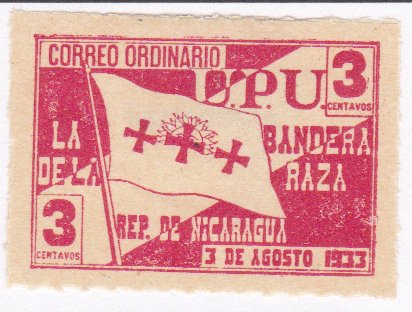 CORREO ORDINARIO
3
CENTAVOS
U.P.U.
LA BANDERA
DE LA RAZA
3
CENTAVOS
REP. DE NICARAGUA
3 DE AGOSTO 1933